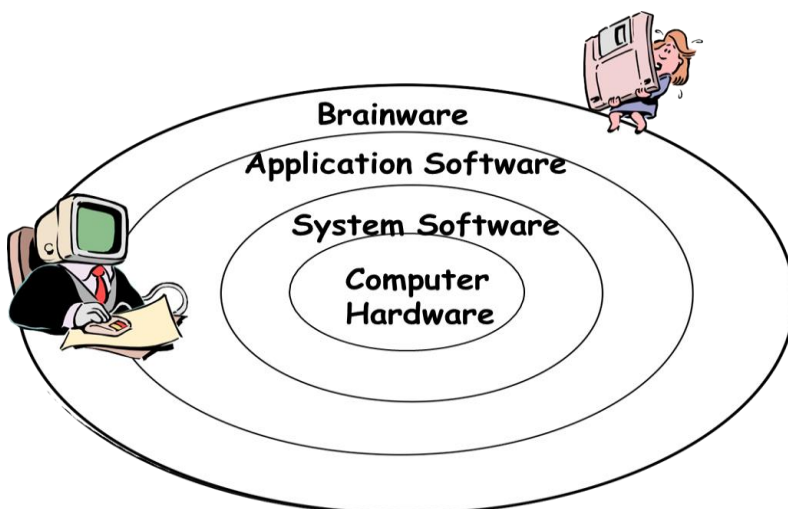 Brainware
Application Software
System Software
Computer
Hardware